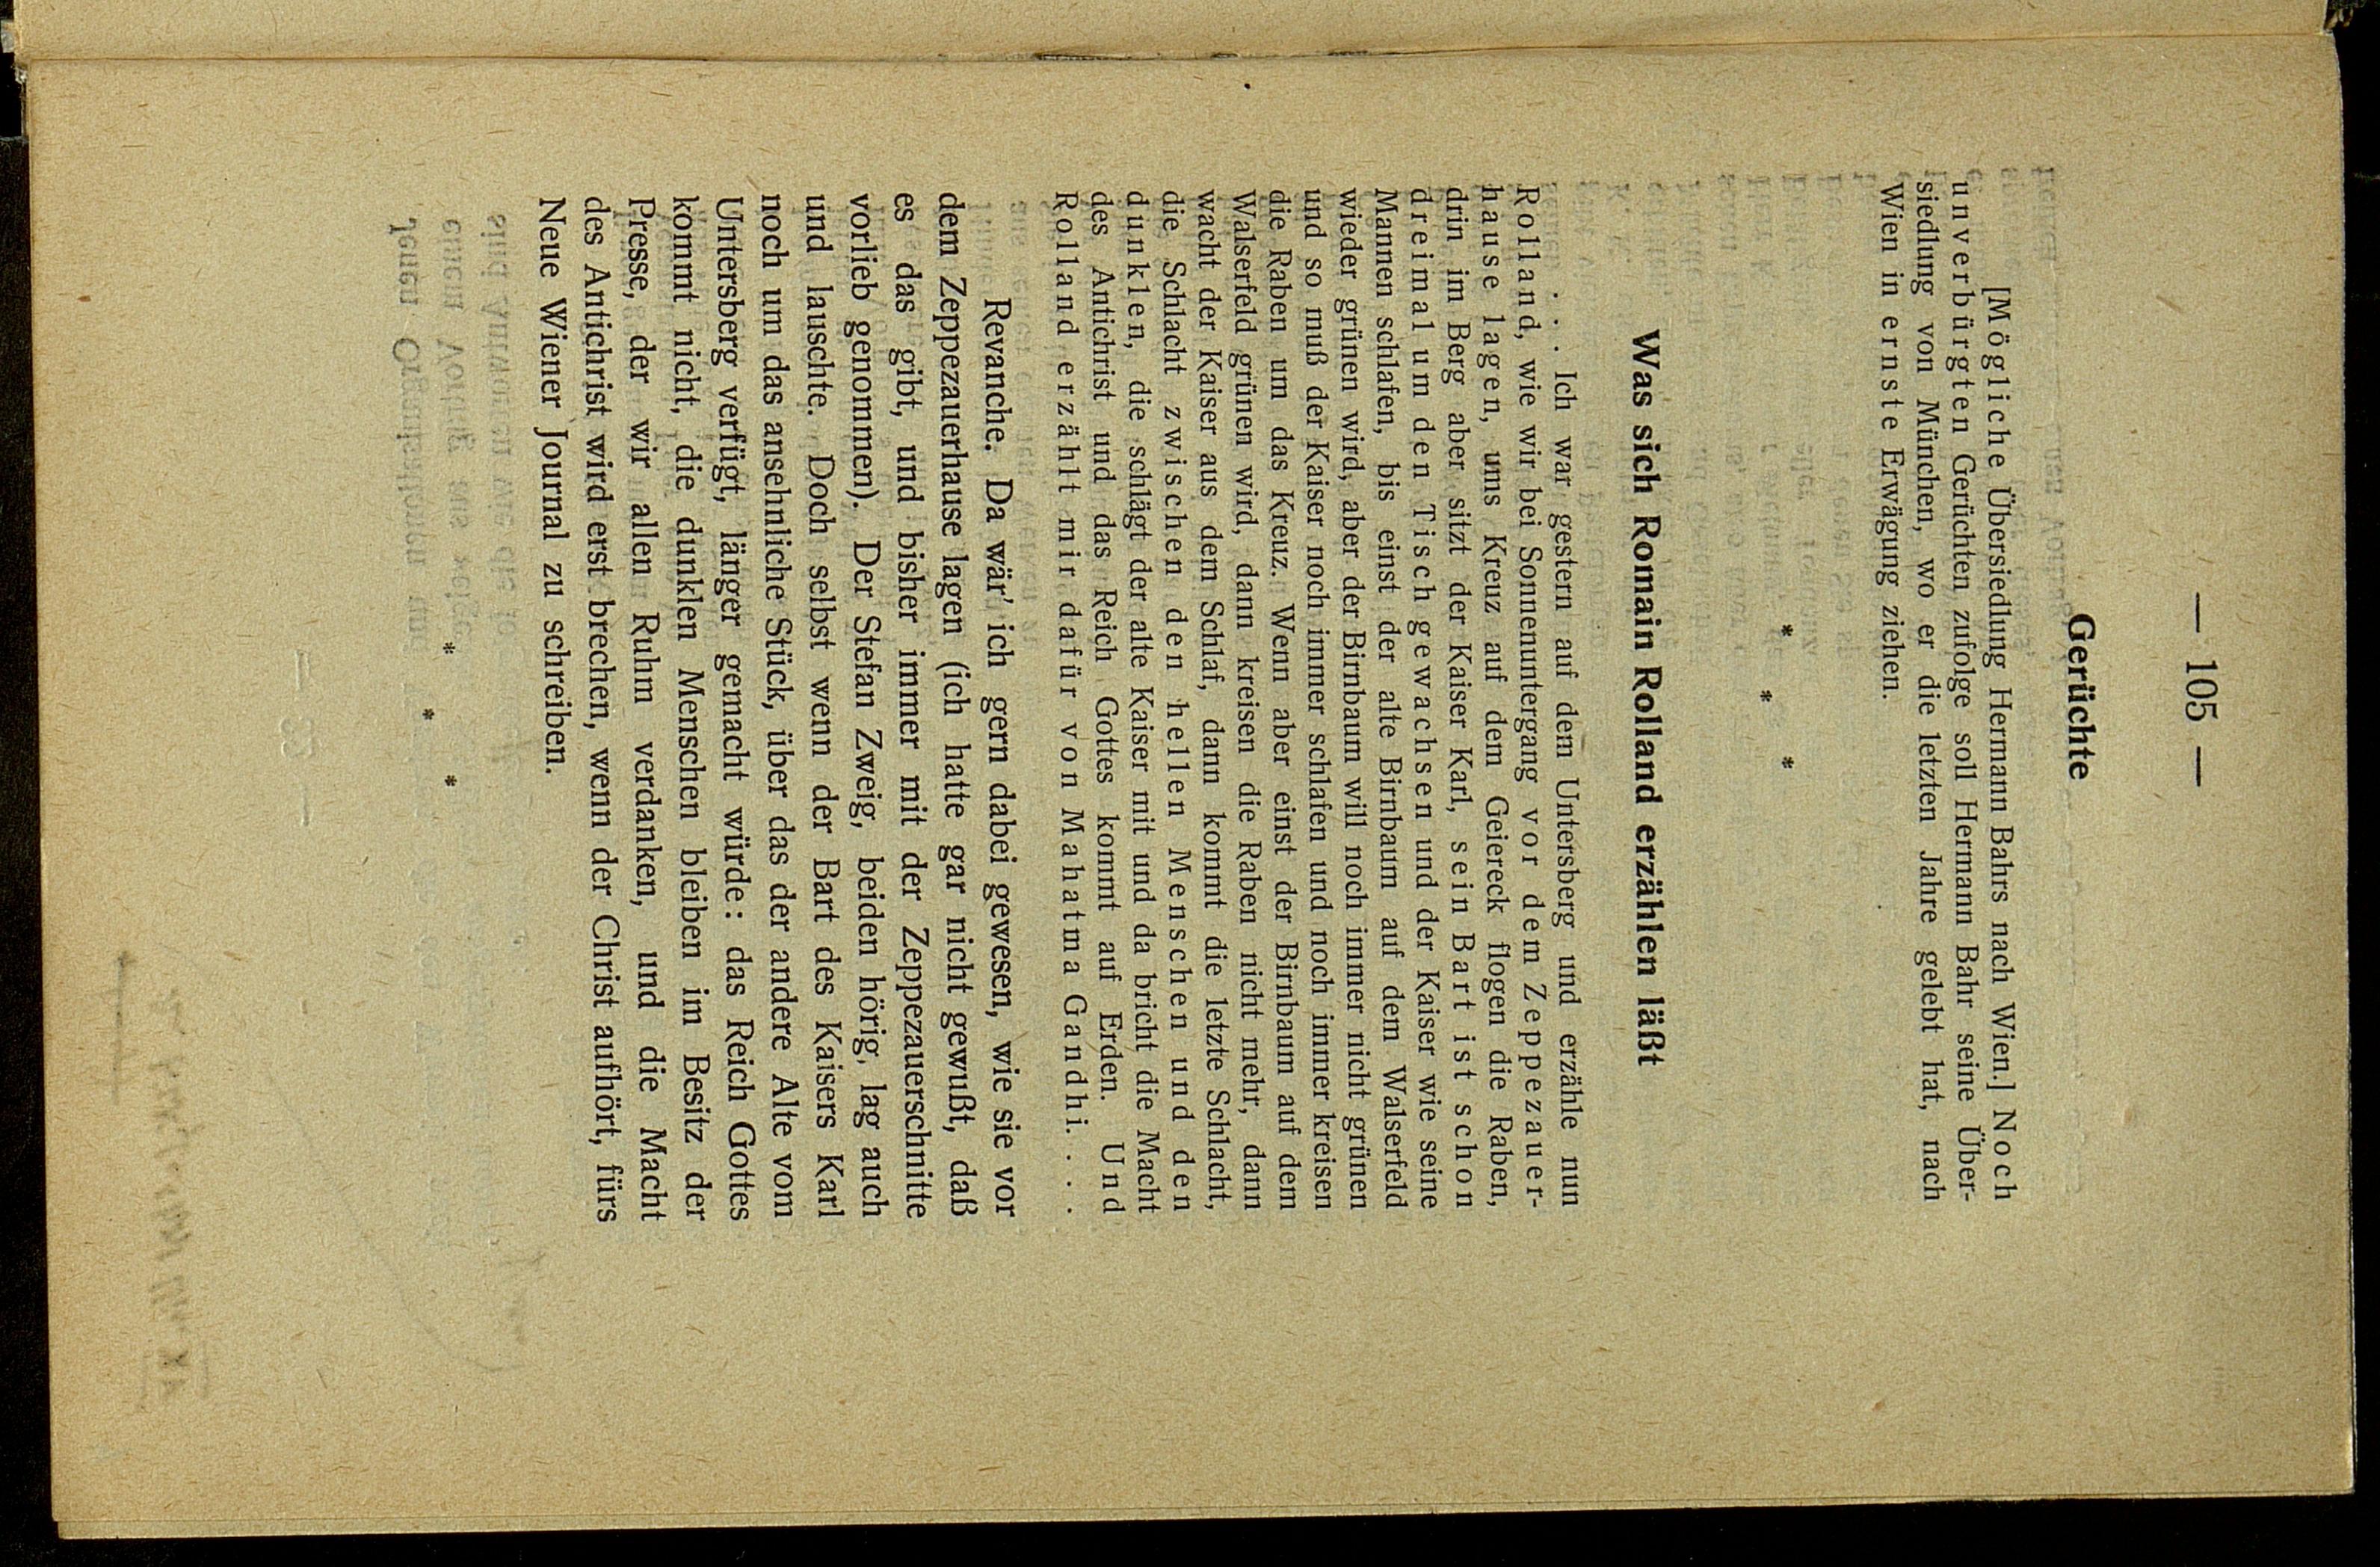 — 105 —
Gerüchte
[Mögliche Übersiedlung Hermann Bahrs nach Wien.] Noch
unverbürgten Gerüchten zufolge soll Hermann Bahr seine Über-
siedlung von München, wo er die letzten Jahre gelebt hat, nach
Wien in ernste Erwägung ziehen.
* * *
Was sich Romain Rolland erzählen läßt
. . . Ich war gestern auf dem Untersberg und erzähle nun
Rolland, wie wir bei Sonnenuntergang vor dem Zeppezauer-
hause lagen, ums Kreuz auf dem Geiereck flogen die Raben,
drin im Berg aber sitzt der Kaiser Karl, sein Bart ist schon
dreimal um den Tisch gewachsen und der Kaiser wie seine
Mannen schlafen, bis einst der alte Birnbaum auf dem Walserfeld
wieder grünen wird, aber der Birnbaum will noch immer nicht grünen
und so muß der Kaiser noch immer schlafen und noch immer kreisen
die Raben um das Kreuz. Wenn aber einst der Birnbaum auf dem
Walserfeld grünen wird, dann kreisen die Raben nicht mehr, dann
wacht der Kaiser aus dem Schlaf, dann kommt die letzte Schlacht,
die Schlacht zwischen den hellen Menschen und den
dunklen, die schlägt der alte Kaiser mit und da bricht die Macht
des Antichrist und das Reich Gottes kommt auf Erden. Und
Rolland erzählt mir dafür von Mahatma Gandhi. . . .
Revanche. Da wär' ich gern dabei gewesen, wie sie vor
dem Zeppezauerhause lagen (ich hatte gar nicht gewußt, daß
es das gibt, und bisher immer mit der Zeppezauerschnitte
vorlieb genommen). Der Stefan Zweig, beiden hörig, lag auch
und lauschte. Doch selbst wenn der Bart des Kaisers Karl
noch um das ansehnliche Stück, über das der andere Alte vom
Untersberg verfügt, länger gemacht würde: das Reich Gottes
kommt nicht, die dunklen Menschen bleiben im Besitz der
Presse, der wir allen Ruhm verdanken, und die Macht
des Antichrist wird erst brechen, wenn der Christ aufhört, fürs
Neue Wiener Journal zu schreiben.
* * *